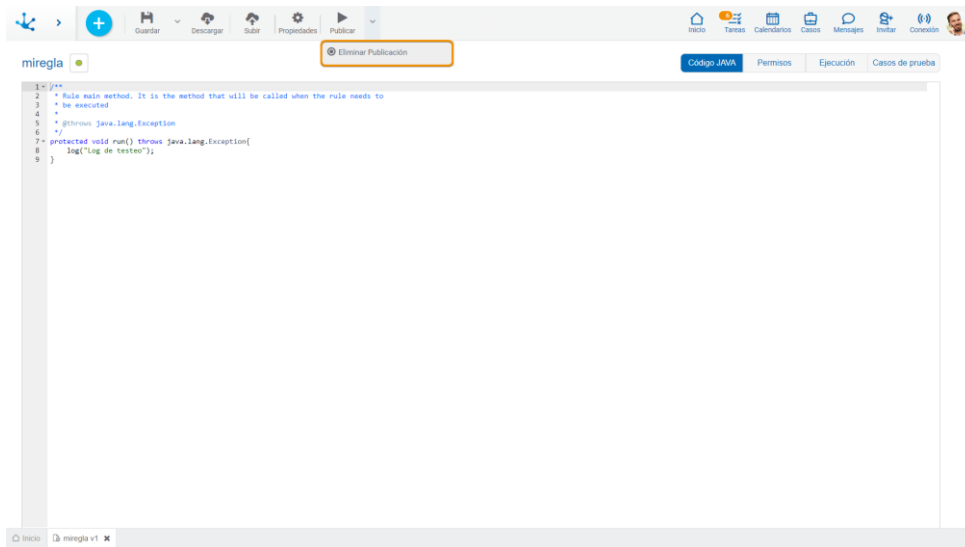 Guardar Descargar Subir Propiedades Publicar Inicio Tareas Calendarios Casos Mensajes Invitar Conexión
Eliminar Publicación
miregla Código JAVA Permisos Ejecución Casos de prueba
1 /**
2 * Rule main method. It is the method that will be called when the rule needs to
3 * be executed
4 *
5 * @throws java.lang.Exception
6 */
7 protected void run() throws java.lang.Exception{
8 log("Log de testeo");
9 }
Inicio miregla v1